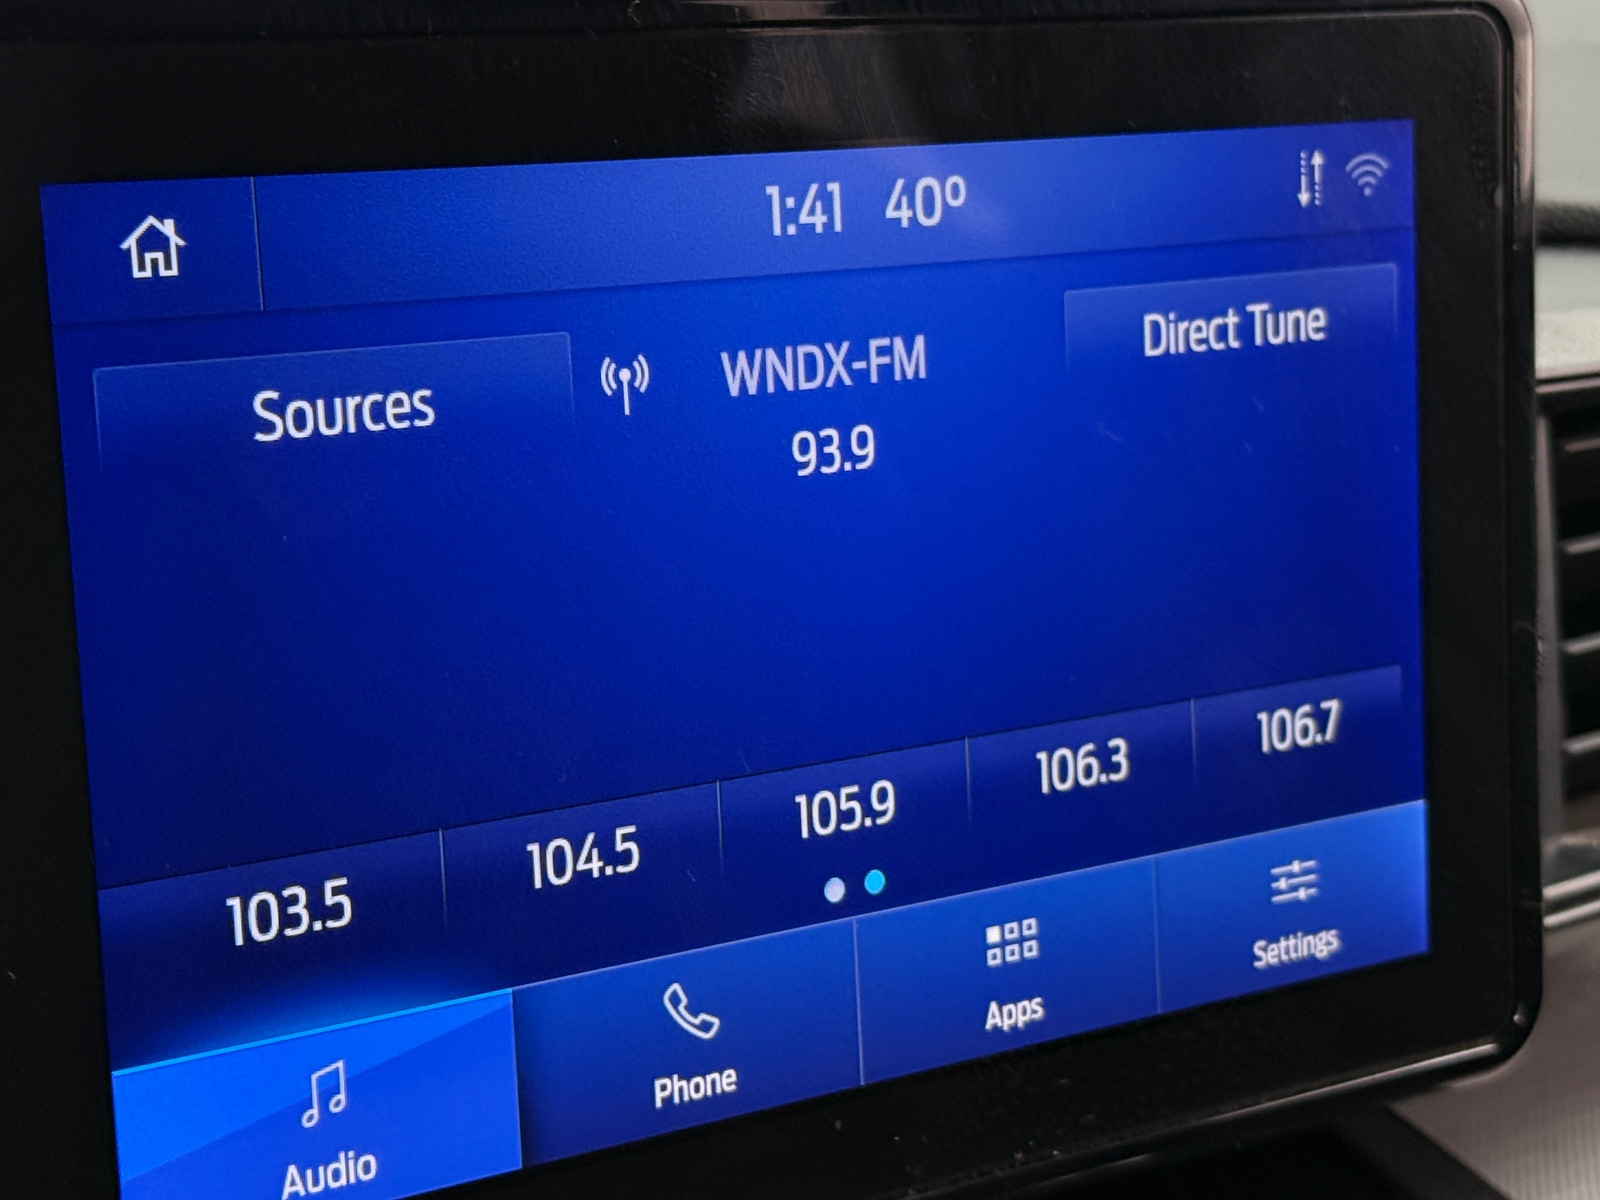 1:41 40°
Sources
WNDX-FM
Direct Tune
93.9
103.5
104.5
105.9
106.3
106.7
Audio
Phone
Apps
Settings